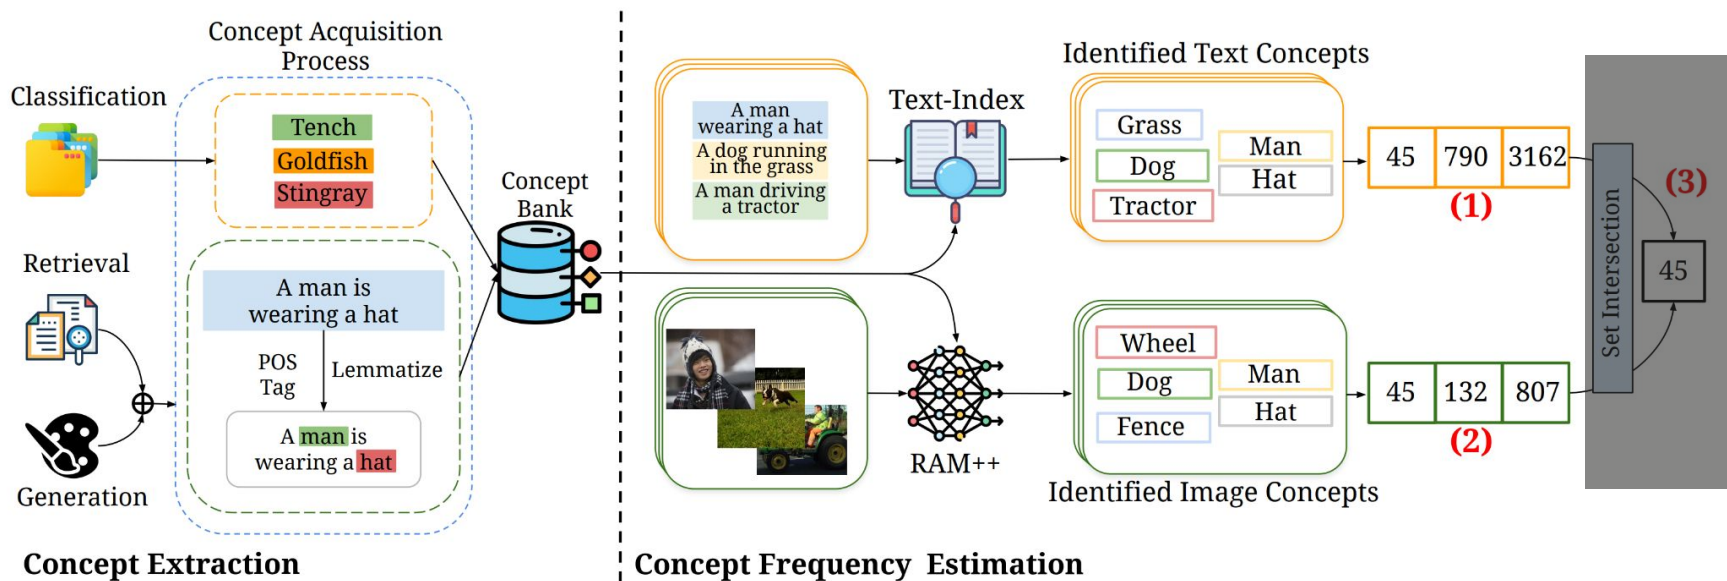 Concept Acquisition
Process
Classification
Tench
Goldfish
Stingray
Concept
Bank
Retrieval
A man is
wearing a hat
POS
Tag
Lemmatize
A man is
wearing a hat
Generation
Concept Extraction
A man
wearing a hat
A dog running
in the grass
A man driving
a tractor
Text-Index
Identified Text Concepts
Grass
Dog
Tractor
Man
Hat
45 790 3162
(1)
RAM++
Wheel
Dog
Fence
Man
Hat
Identified Image Concepts
45 132 807
(2)
Set Intersection
(3)
45
Concept Frequency Estimation